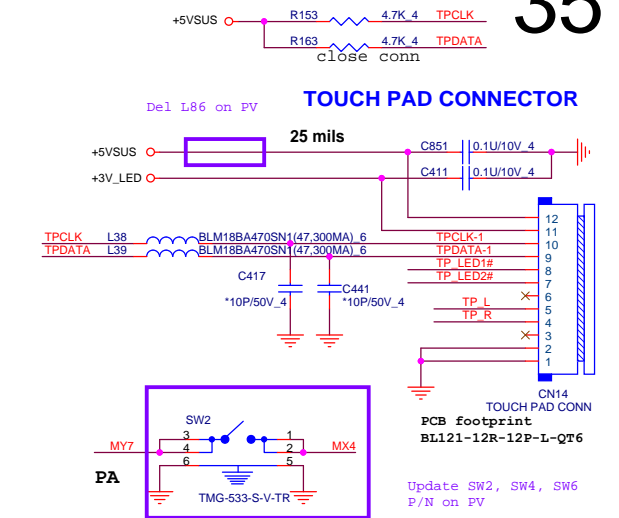 35
+5VSUS R153 4.7K_4 TPCLK
R163 4.7K_4 TPDATA
close conn
Del L86 on PV
TOUCH PAD CONNECTOR
25 mils
+5VSUS C851 0.1U/10V_4
+3V_LED C411 0.1U/10V_4
12
11
TPCLK L38 BLM18BA470SN1(47,300MA)_6 TPCLK-1 10
TPDATA L39 BLM18BA470SN1(47,300MA)_6 TPDATA-1 9
TP_LED1# 8
TP_LED2# 7
6
TP_L 5
TP_R 4
3
2
1
C417
*10P/50V_4
C441
*10P/50V_4
CN14
TOUCH PAD CONN
PCB footprint
BL121-12R-12P-L-QT6
SW2
MY7 3 1 MX4
4 2
6 5
PA
TMG-533-S-V-TR
Update SW2, SW4, SW6
P/N on PV